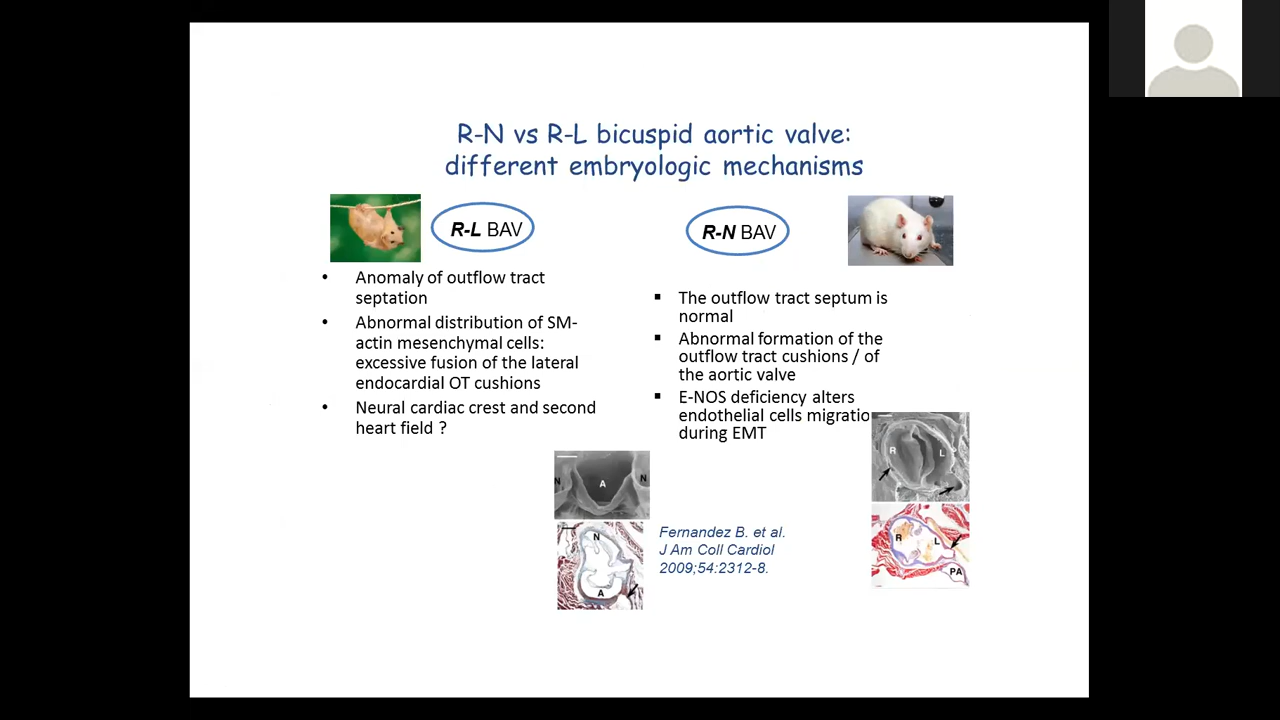 R-N vs R-L bicuspid aortic valve:
different embryologic mechanisms
R-L BAV
• Anomaly of outflow tract
septation
• Abnormal distribution of SM-
actin mesenchymal cells:
excessive fusion of the lateral
endocardial OT cushions
• Neural cardiac crest and second
heart field ?
R-N BAV
▪ The outflow tract septum is
normal
▪ Abnormal formation of the
outflow tract cushions / of
the aortic valve
▪ E-NOS deficiency alters
endothelial cells migratio
during EMT
N A N
N
A
Fernandez B. et al.
J Am Coll Cardiol
2009;54:2312-8.
R L
R L
PA